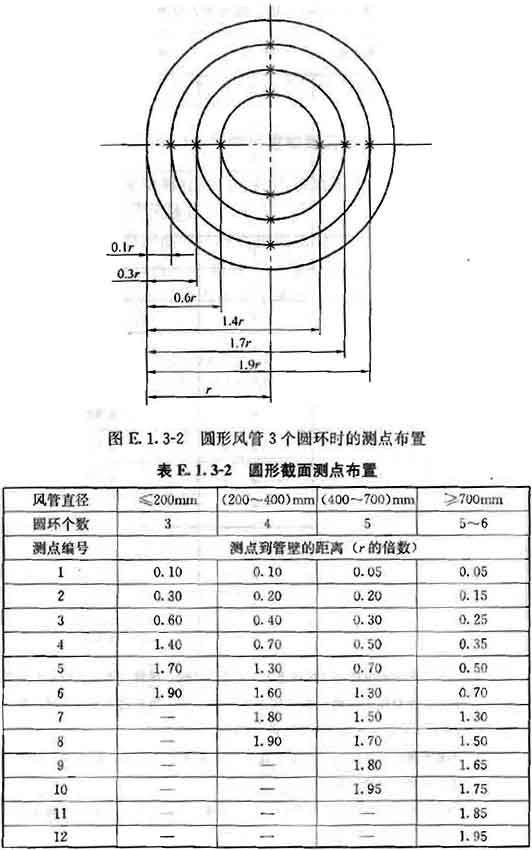 0.1r
0.3r
0.6r
1.4r
1.7r
1.9r
r
图 E.1.3-2 圆形风管 3 个圆环时的测点布置
表 E.1.3-2 圆形截面测点布置
风管直径 ≤200mm (200～400)mm (400～700)mm ≥700mm
圆环个数 3 4 5 5～6
测点编号 测点到管壁的距离（r 的倍数）
1 0.10 0.10 0.05 0.05
2 0.30 0.20 0.20 0.15
3 0.60 0.40 0.30 0.25
4 1.40 0.70 0.50 0.35
5 1.70 1.30 0.70 0.50
6 1.90 1.60 1.30 0.70
7 — 1.80 1.50 1.30
8 — 1.90 1.70 1.50
9 — — 1.80 1.65
10 — — 1.95 1.75
11 — — — 1.85
12 — — — 1.95